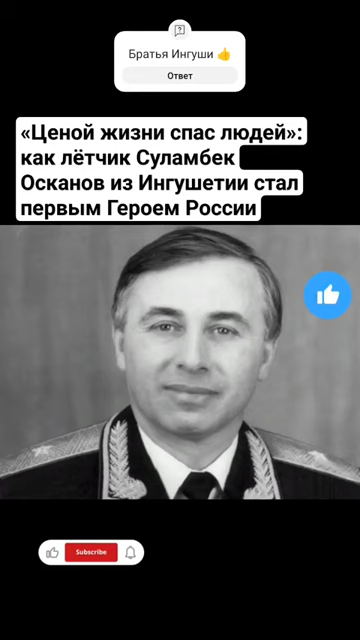 Братья Ингуши 👍
Ответ
«Ценой жизни спас людей»:
как лётчик Суламбек
Осканов из Ингушетии стал
первым Героем России
Subscribe